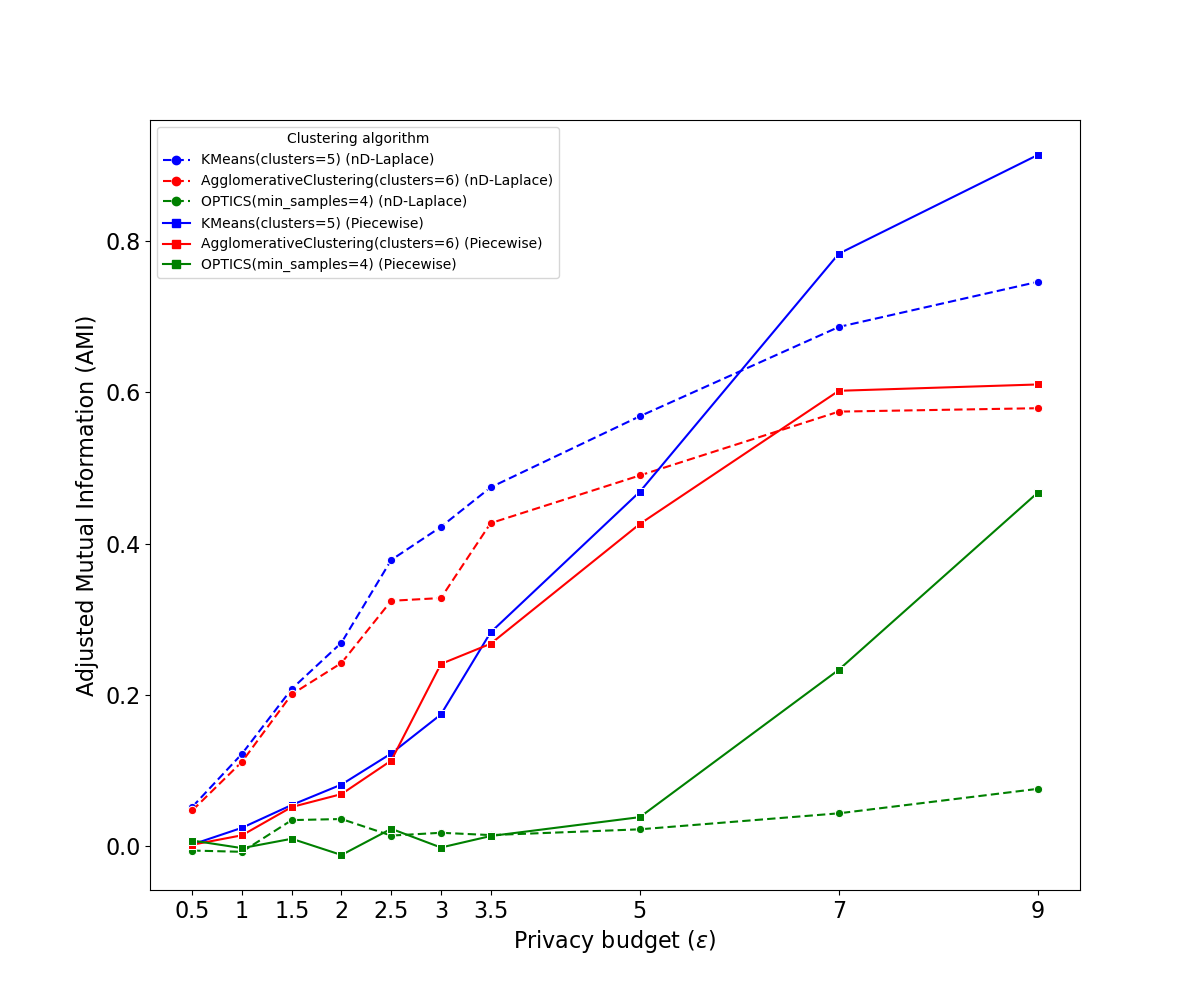 Clustering algorithm
KMeans(clusters=5) (nD-Laplace)
AgglomerativeClustering(clusters=6) (nD-Laplace)
OPTICS(min_samples=4) (nD-Laplace)
KMeans(clusters=5) (Piecewise)
AgglomerativeClustering(clusters=6) (Piecewise)
OPTICS(min_samples=4) (Piecewise)
Adjusted Mutual Information (AMI)
0.8
0.6
0.4
0.2
0.0
0.5 1 1.5 2 2.5 3 3.5 5 7 9
Privacy budget (ε)